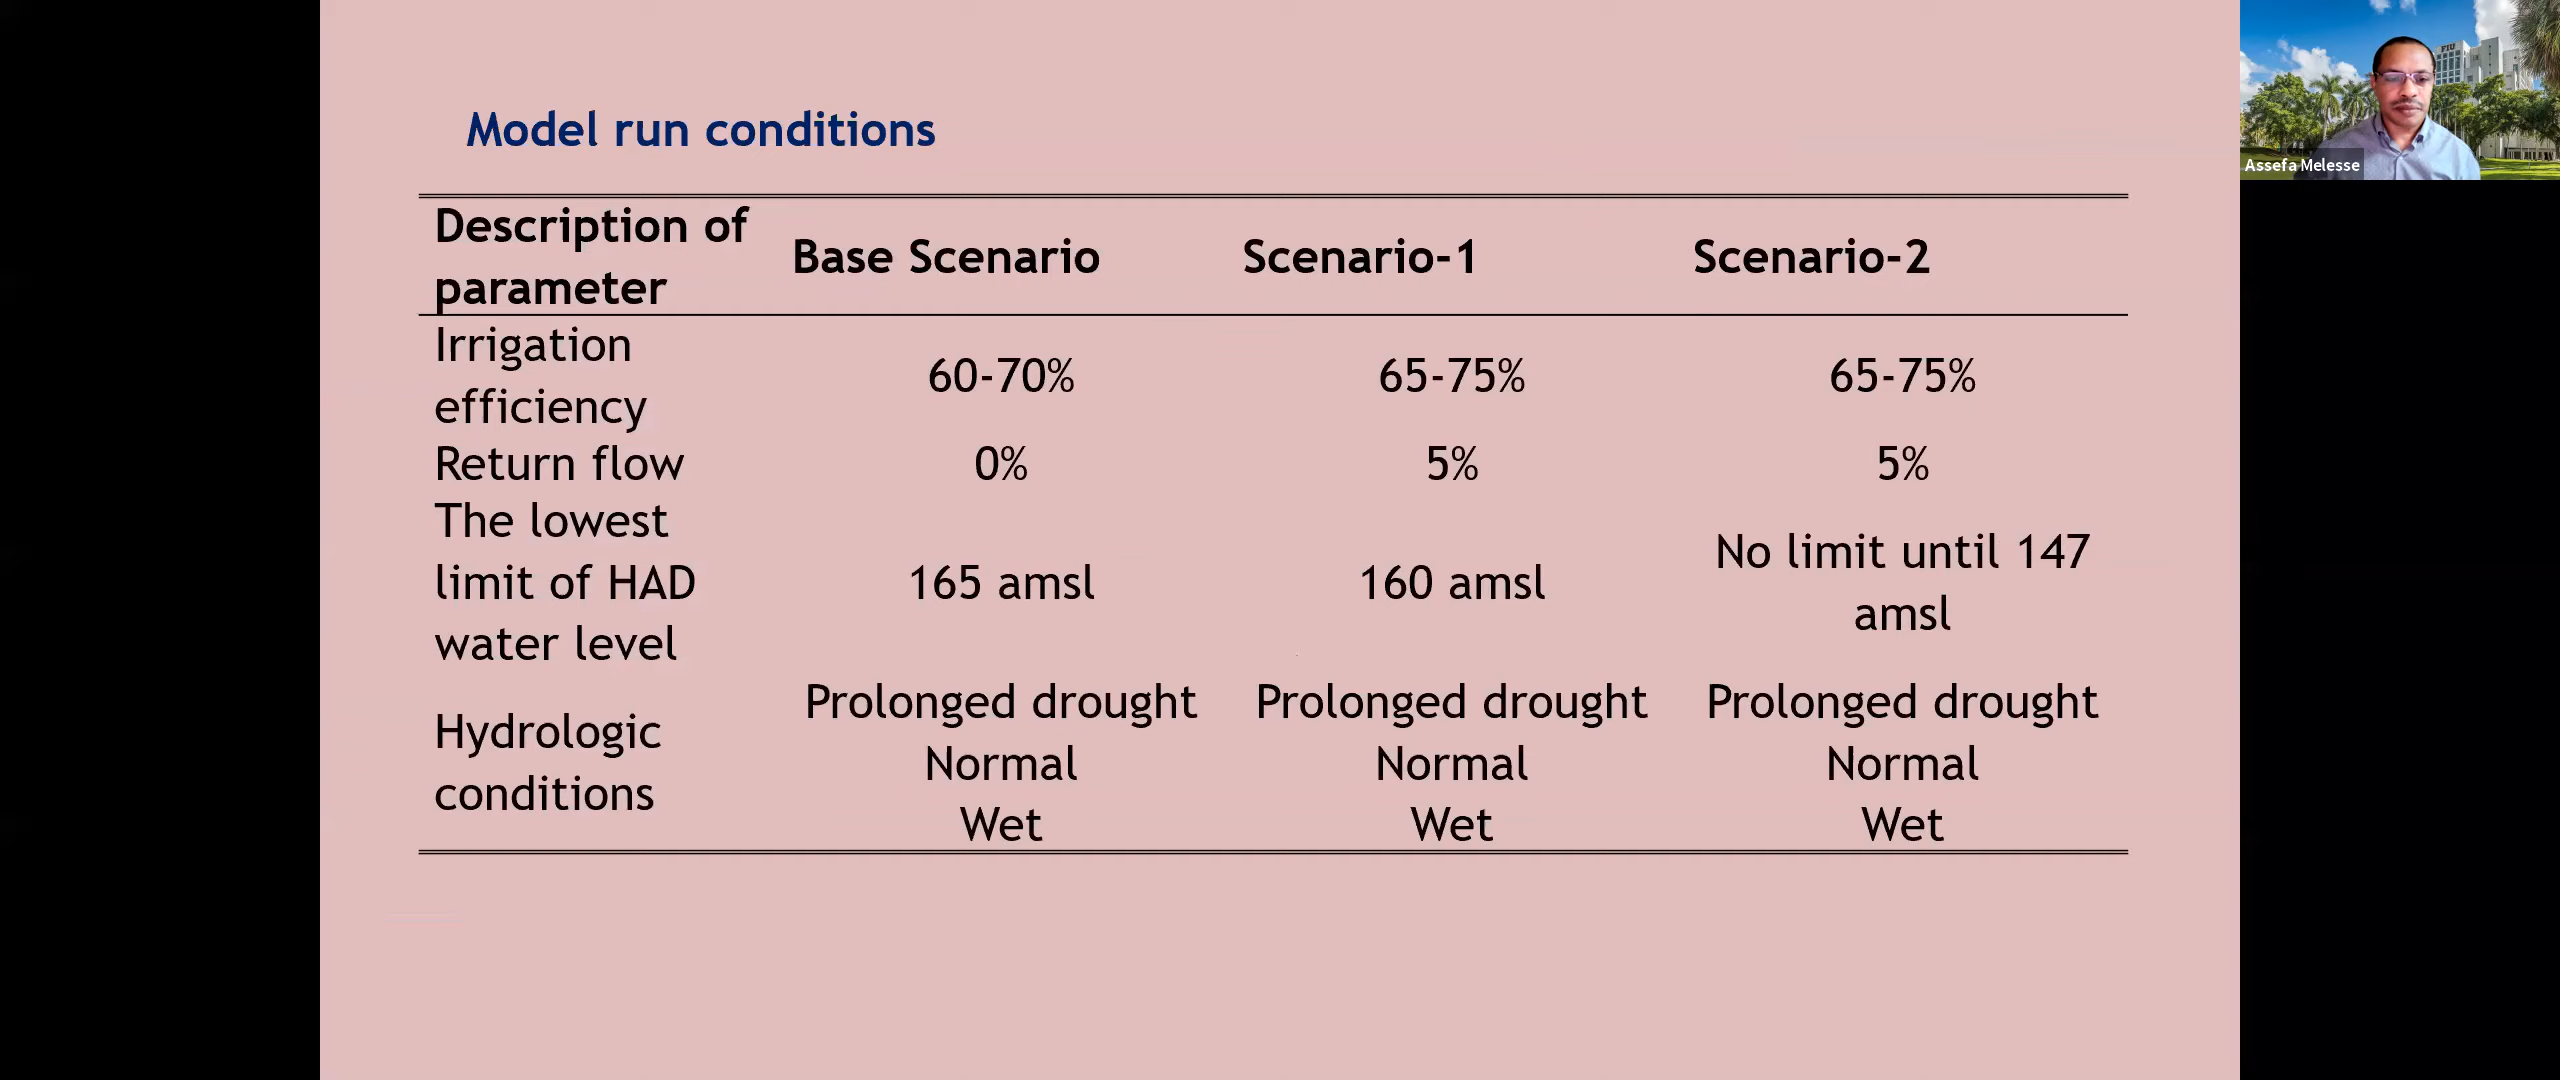 Model run conditions
Description of
parameter
Base Scenario
Scenario-1
Scenario-2
Irrigation
efficiency
60-70%
65-75%
65-75%
Return flow
0%
5%
5%
The lowest
limit of HAD
water level
165 amsl
160 amsl
No limit until 147
amsl
Hydrologic
conditions
Prolonged drought
Normal
Wet
Prolonged drought
Normal
Wet
Prolonged drought
Normal
Wet
FIU
Assefa Melesse